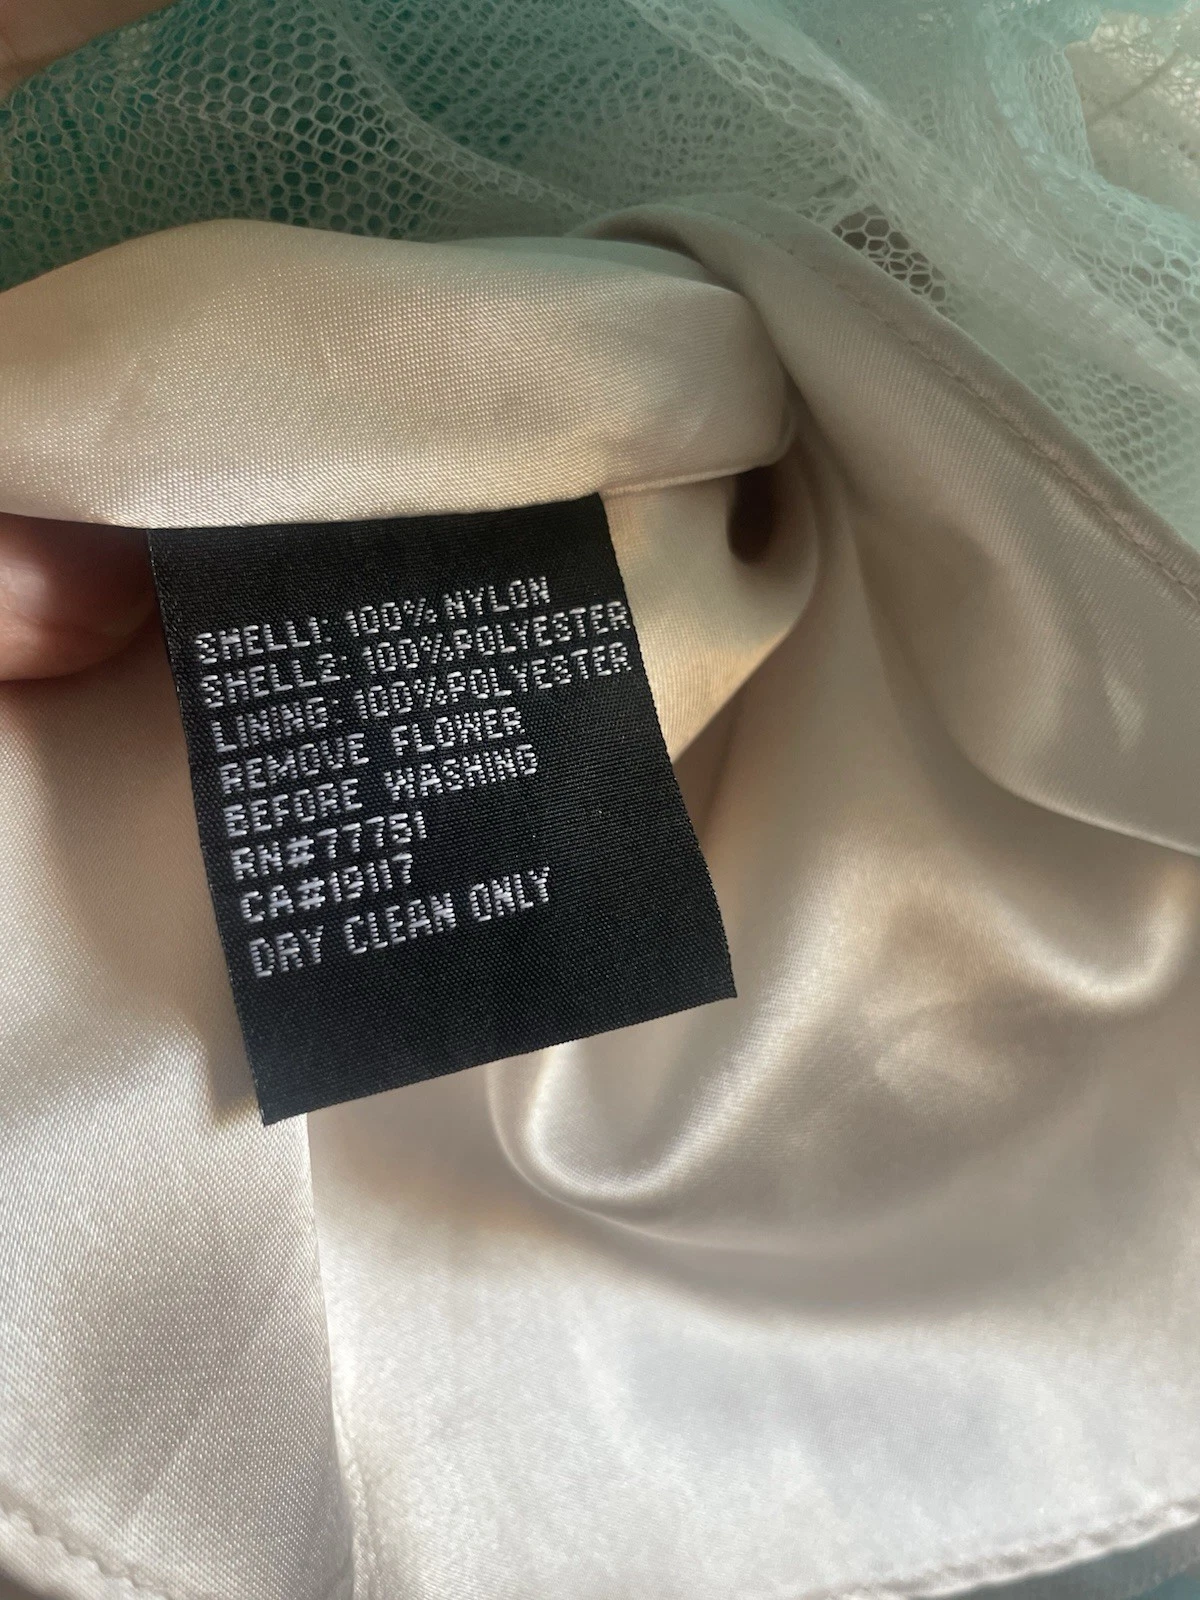 SHELL1: 100% NYLON
SHELL2: 100%POLYESTER
LINING: 100%POLYESTER
REMOVE FLOWER
BEFORE WASHING
RN#77751
CA#19117
DRY CLEAN ONLY